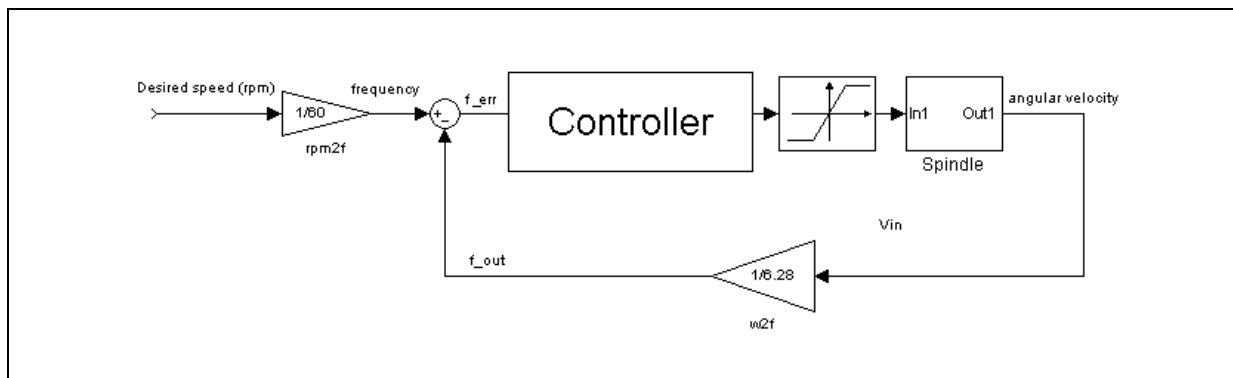 Desired speed (rpm)
1/60
rpm2f
frequency
+
-
f_err
Controller
In1
Out1
Spindle
angular velocity
Vin
f_out
1/6.28
w2f